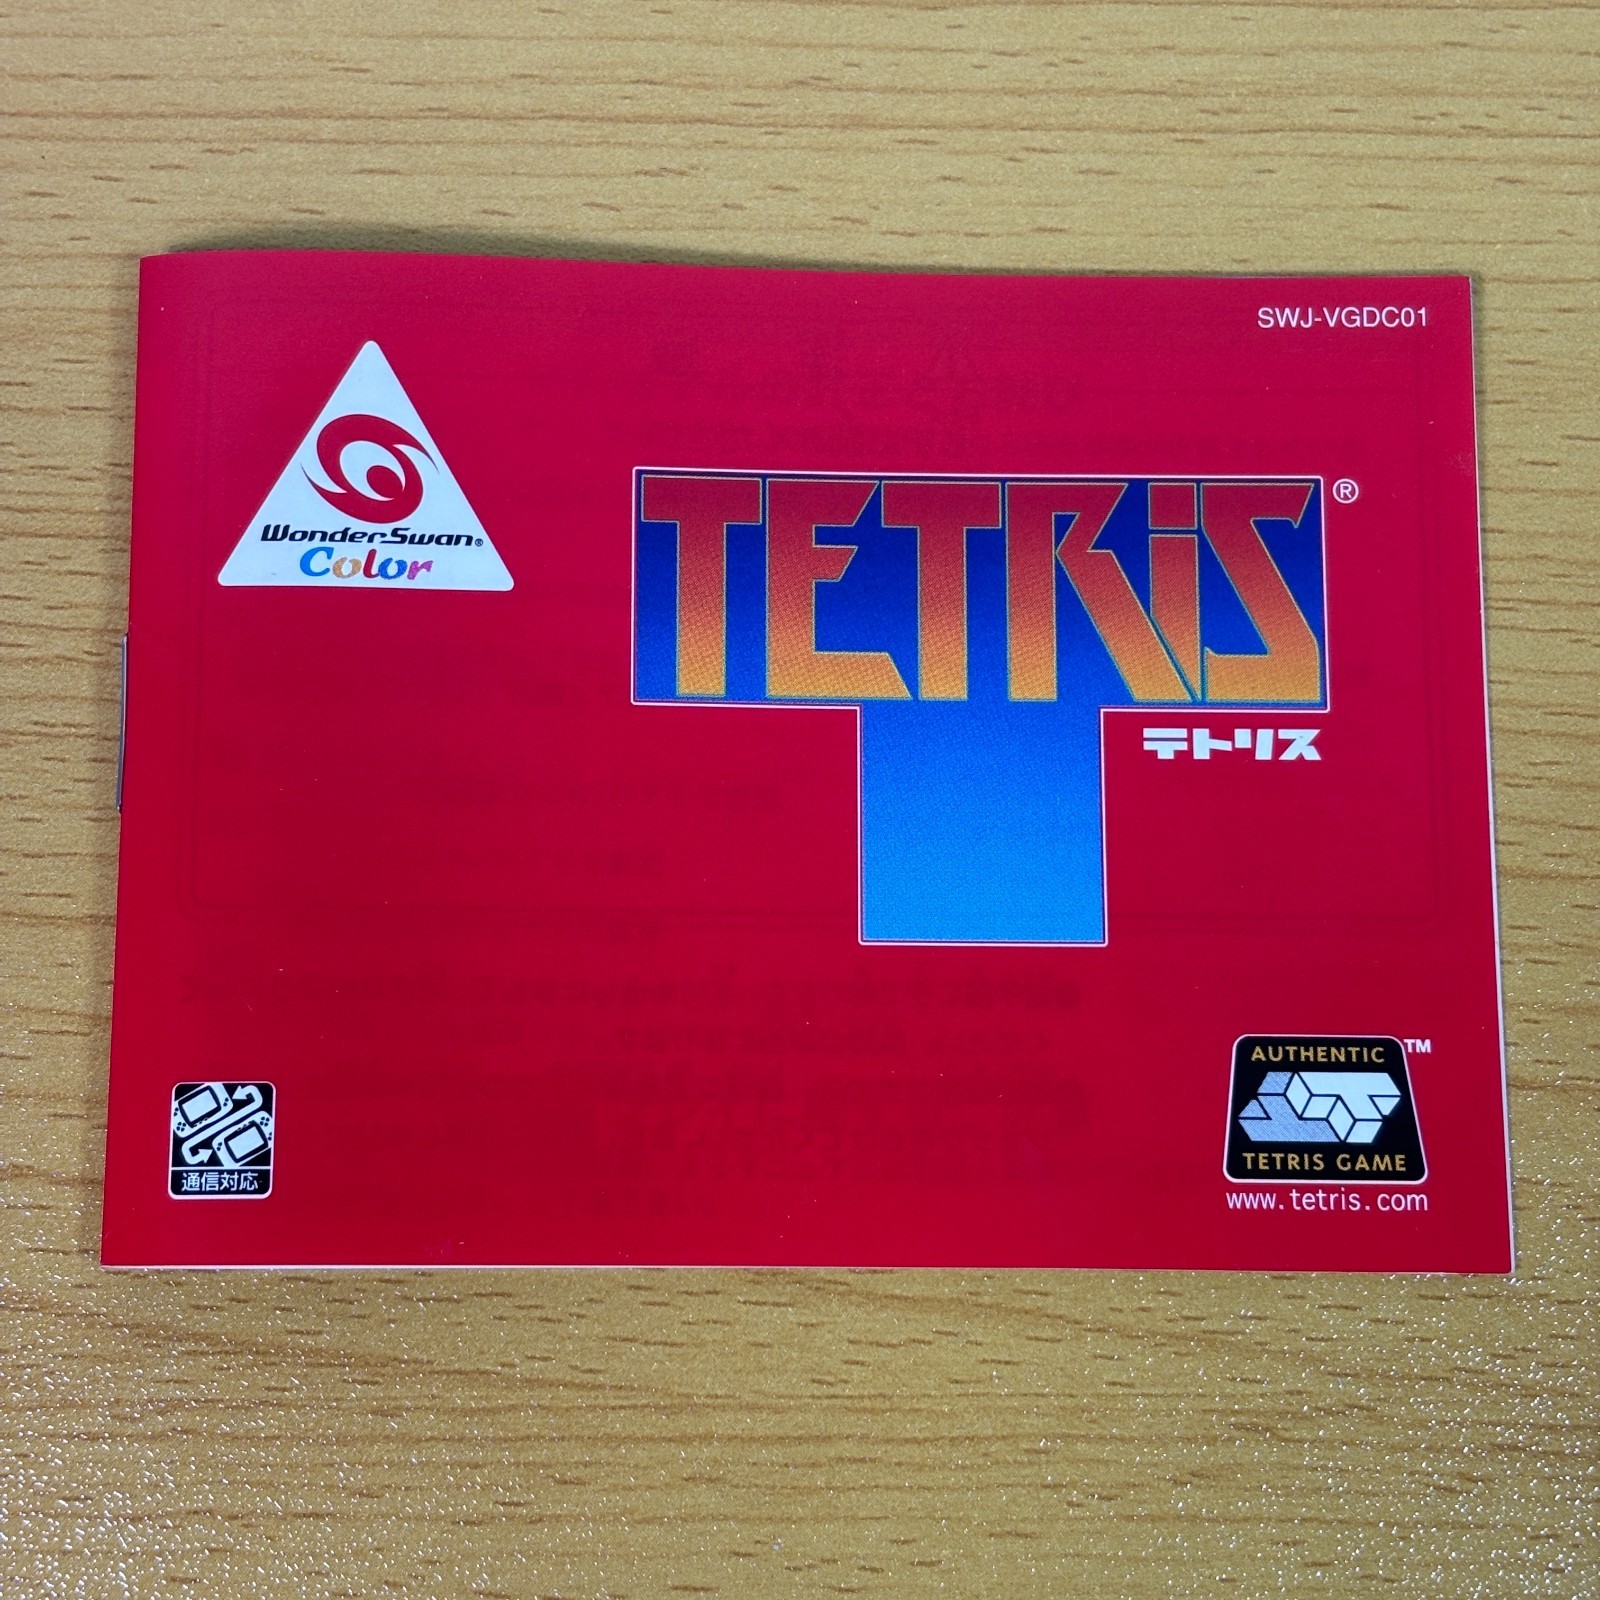 SWJ-VGDC01
WonderSwan®
Color
TETRiS®
テトリス
通信対応
AUTHENTIC
TETRIS GAME
™
www.tetris.com